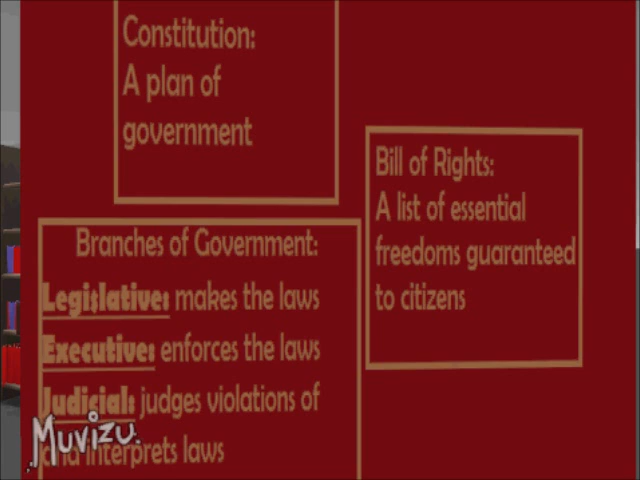 Constitution:
A plan of
government
Bill of Rights:
A list of essential
freedoms guaranteed
to citizens
Branches of Government:
Legislative: makes the laws
Executive: enforces the laws
Judicial: judges violations of
and interprets laws
Muvizu.